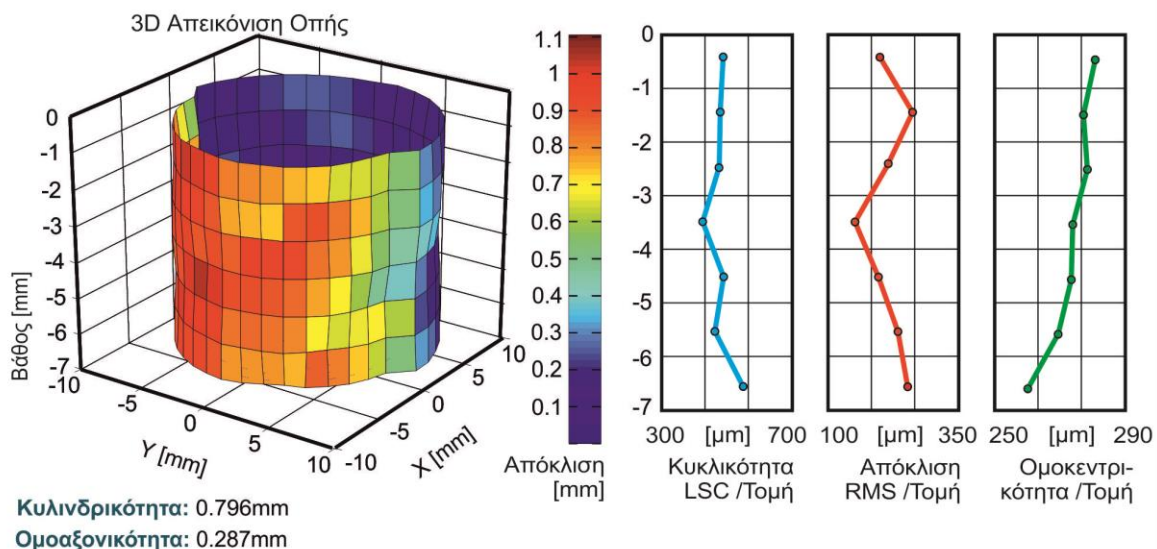 3D Απεικόνιση Οπής
0
-1
-2
-3
-4
-5
-6
-7
Βάθος [mm]
-10
-5
0
5
10
Y [mm]
-10
-5
0
5
10
X [mm]
1.1
1
0.9
0.8
0.7
0.6
0.5
0.4
0.3
0.2
0.1
Απόκλιση
[mm]
0
-1
-2
-3
-4
-5
-6
-7
300 [µm] 700
Κυκλικότητα
LSC /Τομή
100 [µm] 350
Απόκλιση
RMS /Τομή
250 [µm] 290
Ομοκεντρι-
κότητα /Τομή
Κυλινδρικότητα: 0.796mm
Ομοαξονικότητα: 0.287mm